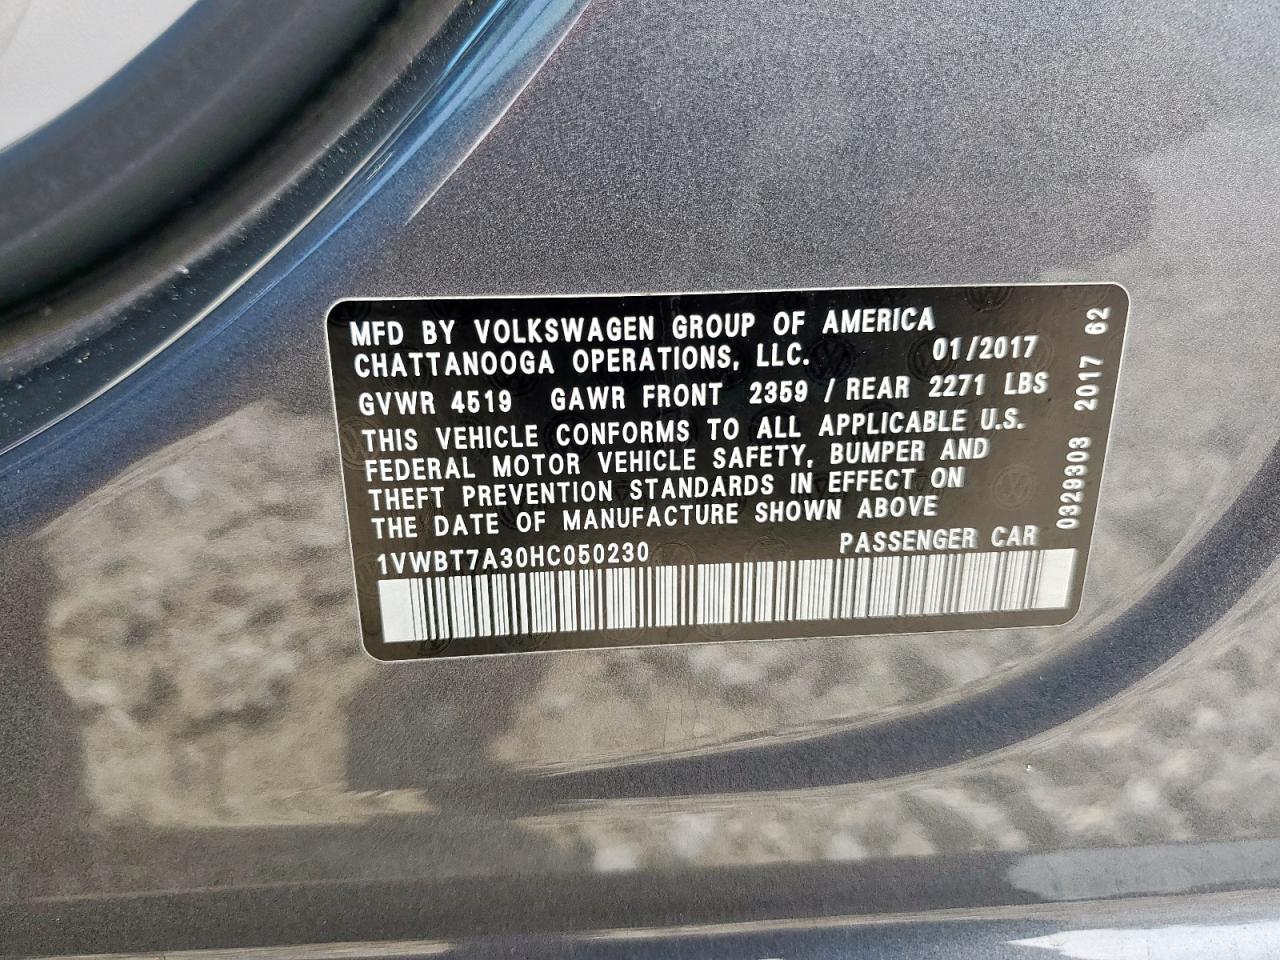 MFD BY VOLKSWAGEN GROUP OF AMERICA
CHATTANOOGA OPERATIONS, LLC. 01/2017
GVWR 4519 GAWR FRONT 2359 / REAR 2271 LBS
THIS VEHICLE CONFORMS TO ALL APPLICABLE U.S.
FEDERAL MOTOR VEHICLE SAFETY, BUMPER AND
THEFT PREVENTION STANDARDS IN EFFECT ON
THE DATE OF MANUFACTURE SHOWN ABOVE
1VWBT7A30HC050230 PASSENGER CAR
0329303 2017 62